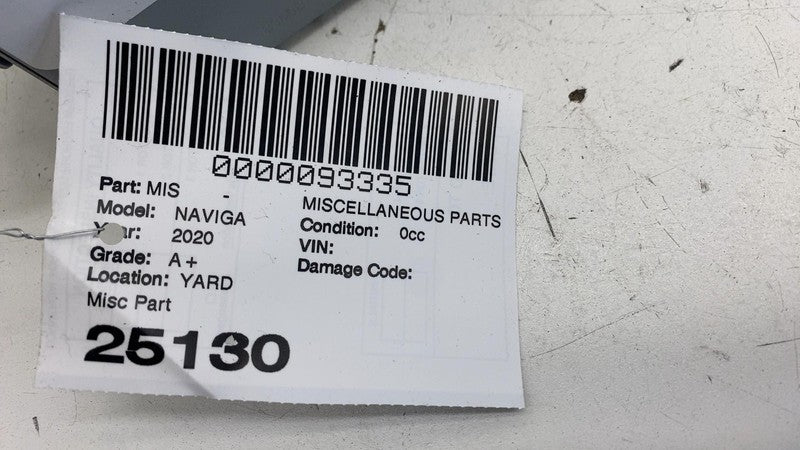 0000093335
Part: MIS - MISCELLANEOUS PARTS
Model: NAVIGA Condition: 0cc
Year: 2020 VIN:
Grade: A+ Damage Code:
Location: YARD
Misc Part
25130